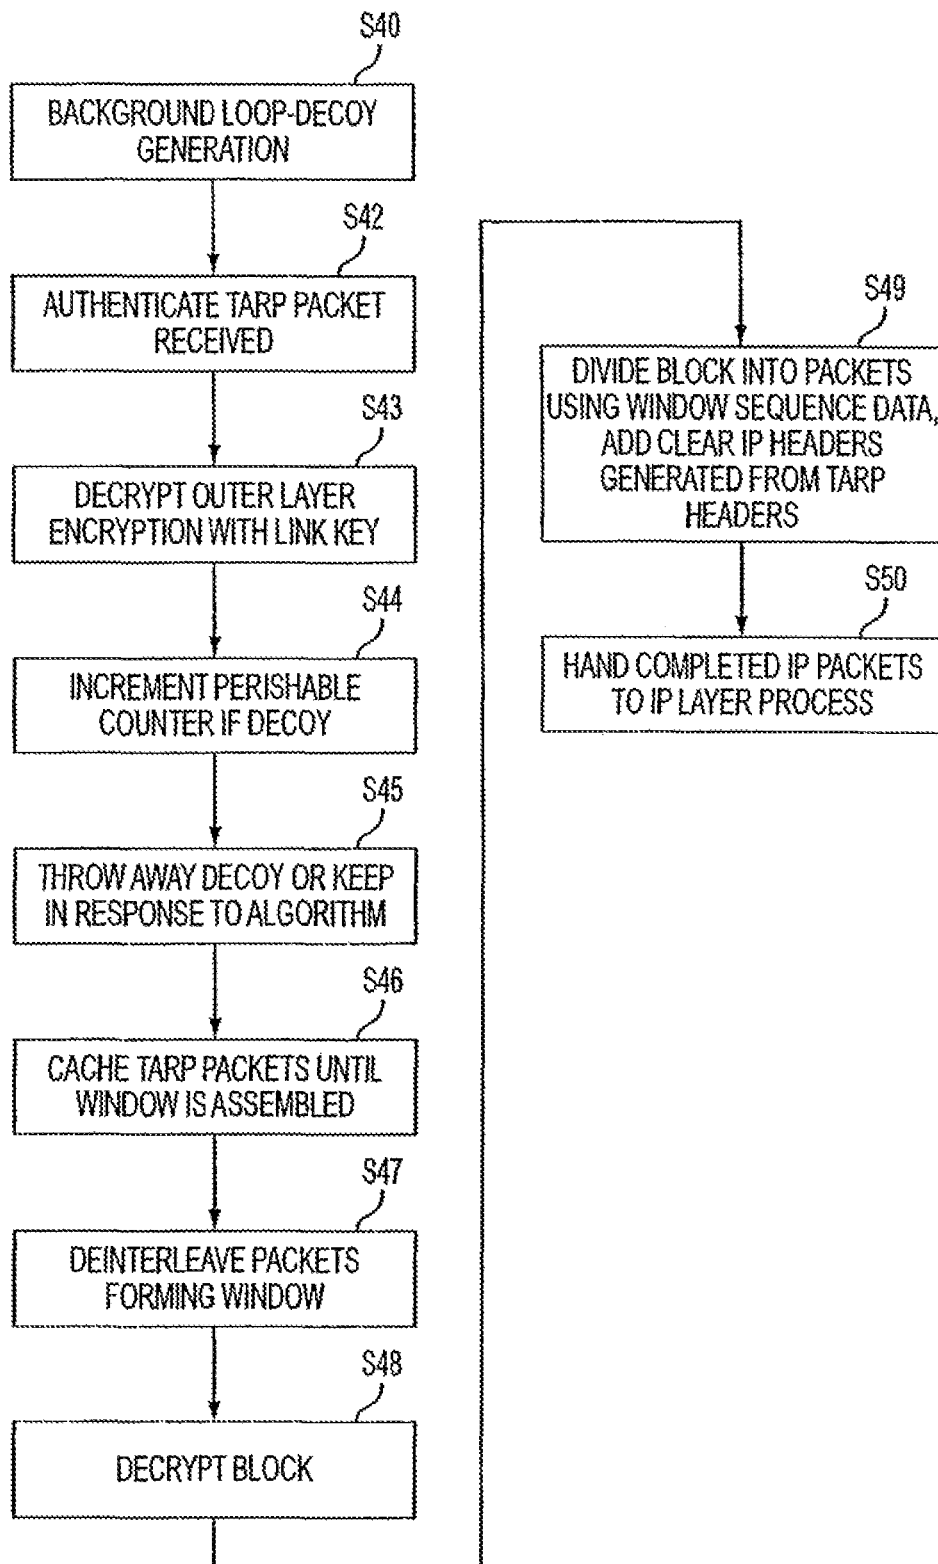 S40
BACKGROUND LOOP-DECOY
GENERATION
S42
AUTHENTICATE TARP PACKET
RECEIVED
S43
DECRYPT OUTER LAYER
ENCRYPTION WITH LINK KEY
S44
INCREMENT PERISHABLE
COUNTER IF DECOY
S45
THROW AWAY DECOY OR KEEP
IN RESPONSE TO ALGORITHM
S46
CACHE TARP PACKETS UNTIL
WINDOW IS ASSEMBLED
S47
DEINTERLEAVE PACKETS
FORMING WINDOW
S48
DECRYPT BLOCK
S49
DIVIDE BLOCK INTO PACKETS
USING WINDOW SEQUENCE DATA,
ADD CLEAR IP HEADERS
GENERATED FROM TARP
HEADERS
S50
HAND COMPLETED IP PACKETS
TO IP LAYER PROCESS